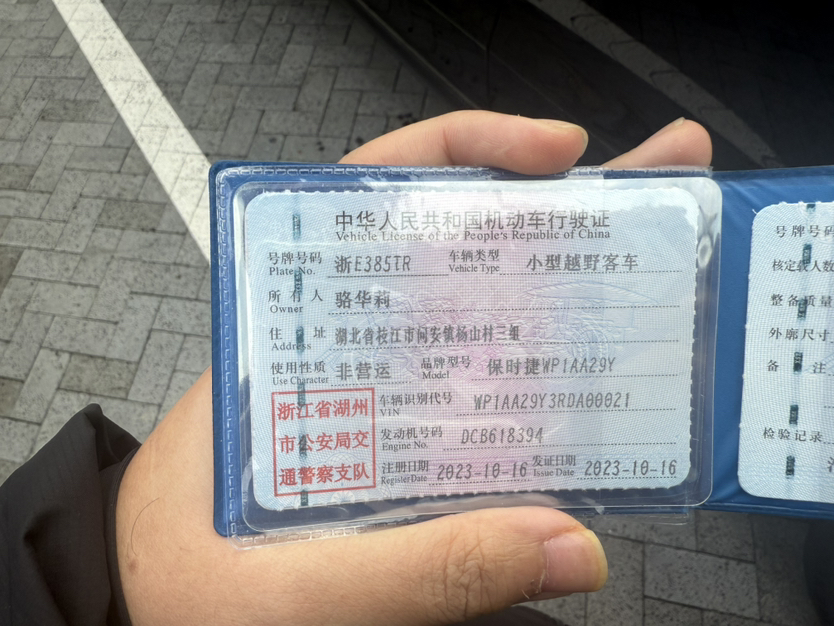 中华人民共和国机动车行驶证
Vehicle License of the People's Republic of China
号牌号码 浙E385TR 车辆类型 小型越野客车
Plate No. Vehicle Type
所有人 骆华莉
Owner
住址 湖北省枝江市问安镇杨山村三组
Address
使用性质 非营运 品牌型号 保时捷WP1AA29Y
Use Character Model
浙江省湖州
市公安局交
通警察支队
车辆识别代号 WP1AA29Y3RDA00021
VIN
发动机号码 DCB618394
Engine No.
注册日期 2023-10-16 发证日期 2023-10-16
Register Date Issue Date
号牌号码
核定载人数
整备质量
外廓尺寸
备注
检验记录